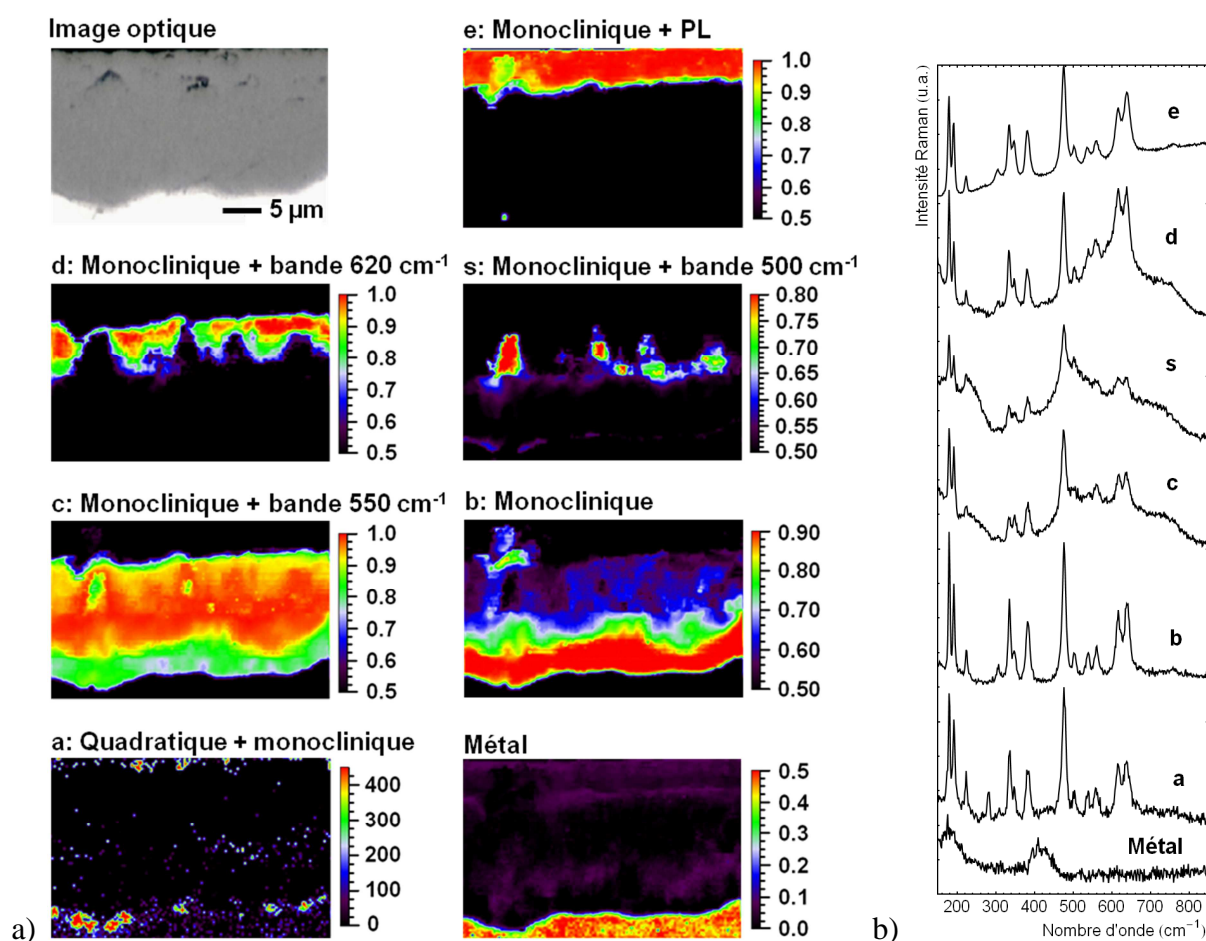 Image optique
5 µm
e: Monoclinique + PL
1.0
0.9
0.8
0.7
0.6
0.5
d: Monoclinique + bande 620 cm⁻¹
1.0
0.9
0.8
0.7
0.6
0.5
s: Monoclinique + bande 500 cm⁻¹
0.80
0.75
0.70
0.65
0.60
0.55
0.50
c: Monoclinique + bande 550 cm⁻¹
1.0
0.9
0.8
0.7
0.6
0.5
b: Monoclinique
0.90
0.80
0.70
0.60
0.50
a: Quadratique + monoclinique
400
300
200
100
0
Métal
0.5
0.4
0.3
0.2
0.1
0.0
a)
Intensité Raman (u.a.)
e
d
s
c
b
a
Métal
200 300 400 500 600 700 800
Nombre d'onde (cm⁻¹)
b)